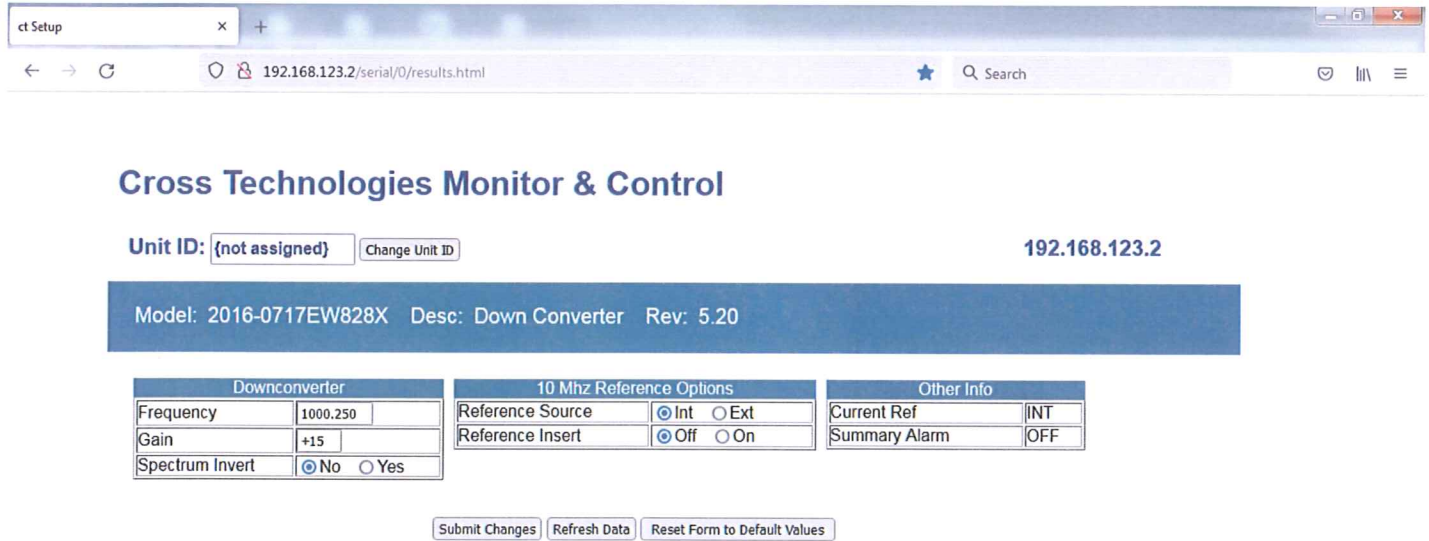 ct Setup
192.168.123.2/serial/0/results.html
Search
Cross Technologies Monitor & Control
Unit ID: {not assigned} Change Unit ID
192.168.123.2
Model: 2016-0717EW828X Desc: Down Converter Rev: 5.20
Downconverter
Frequency 1000.250
Gain +15
Spectrum Invert No Yes
10 Mhz Reference Options
Reference Source Int Ext
Reference Insert Off On
Other Info
Current Ref INT
Summary Alarm OFF
Submit Changes Refresh Data Reset Form to Default Values